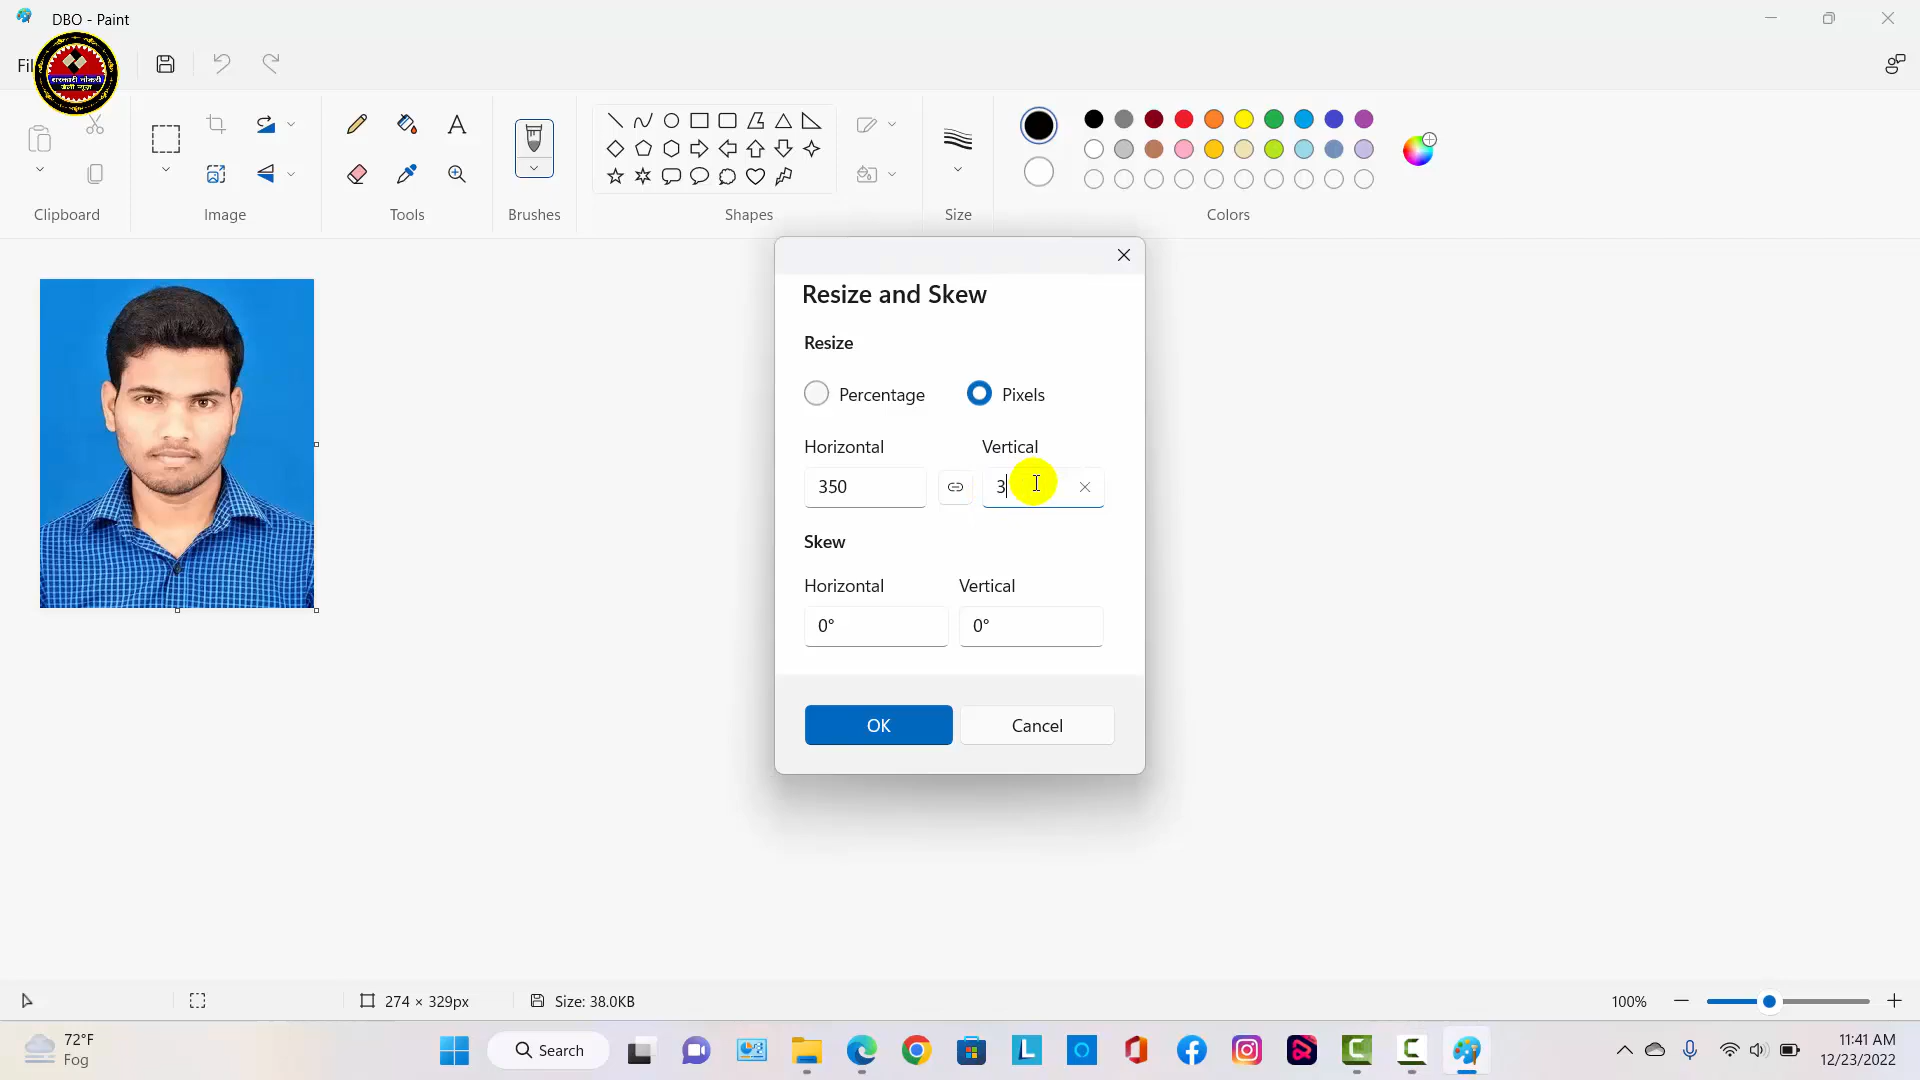 DBO - Paint
Fil
सरकारी नोकरी
Clipboard
Image
Tools
Brushes
Shapes
Size
Colors
Resize and Skew
Resize
Percentage
Pixels
Horizontal
Vertical
350
3
Skew
Horizontal
Vertical
0°
0°
OK
Cancel
274 × 329px
Size: 38.0KB
100%
72°F
Fog
Search
11:41 AM
12/23/2022